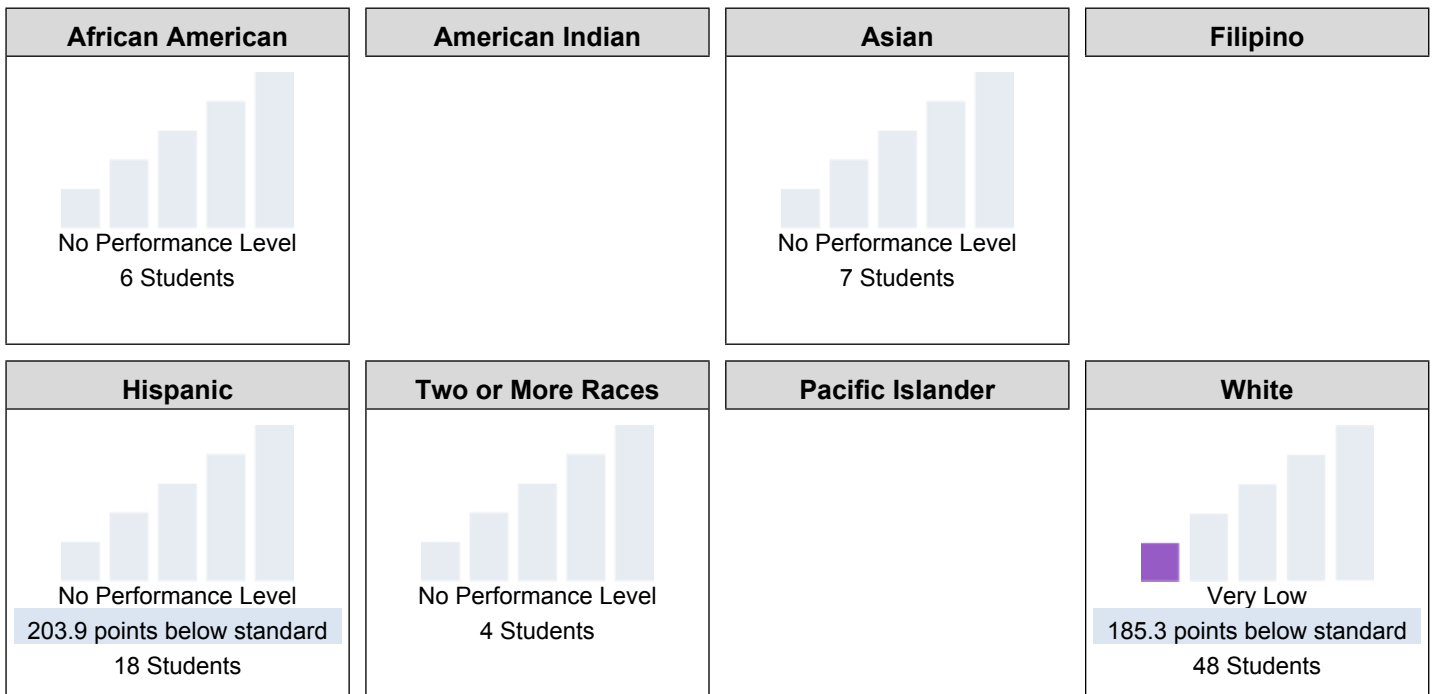 African American
American Indian
Asian
Filipino
No Performance Level
6 Students
No Performance Level
7 Students
Hispanic
Two or More Races
Pacific Islander
White
No Performance Level
203.9 points below standard
18 Students
No Performance Level
4 Students
Very Low
185.3 points below standard
48 Students